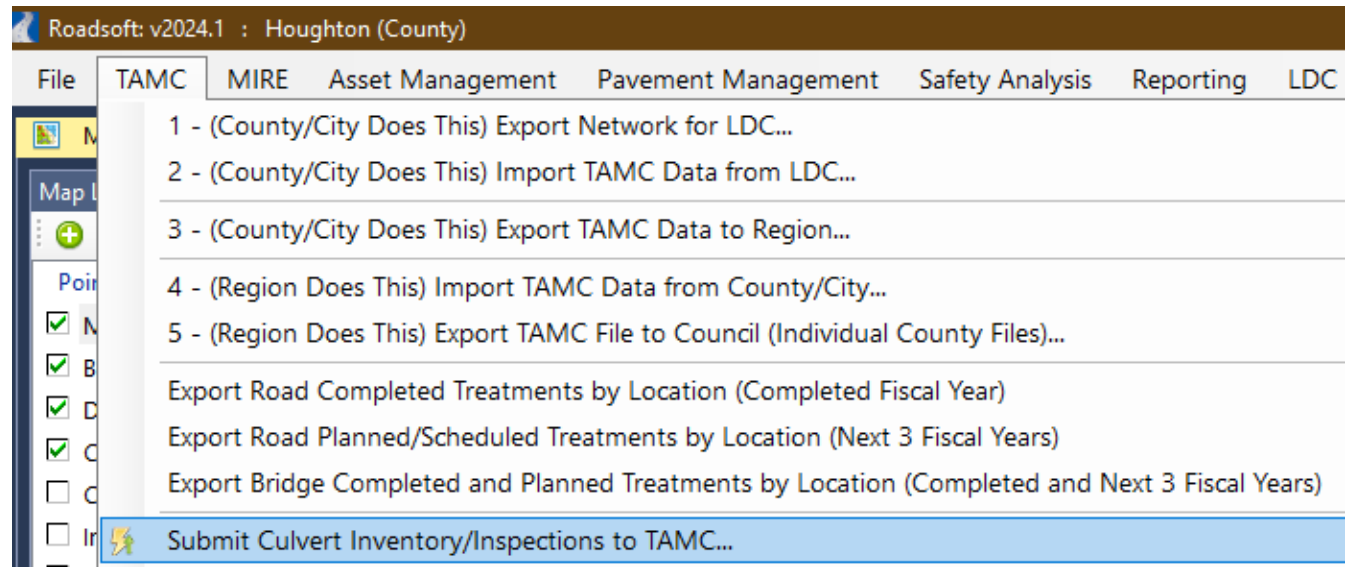 Roadsoft: v2024.1 : Houghton (County)
File TAMC MIRE Asset Management Pavement Management Safety Analysis Reporting LDC
1 - (County/City Does This) Export Network for LDC...
2 - (County/City Does This) Import TAMC Data from LDC...
Map
3 - (County/City Does This) Export TAMC Data to Region...
4 - (Region Does This) Import TAMC Data from County/City...
5 - (Region Does This) Export TAMC File to Council (Individual County Files)...
Export Road Completed Treatments by Location (Completed Fiscal Year)
Export Road Planned/Scheduled Treatments by Location (Next 3 Fiscal Years)
Export Bridge Completed and Planned Treatments by Location (Completed and Next 3 Fiscal Years)
Submit Culvert Inventory/Inspections to TAMC...